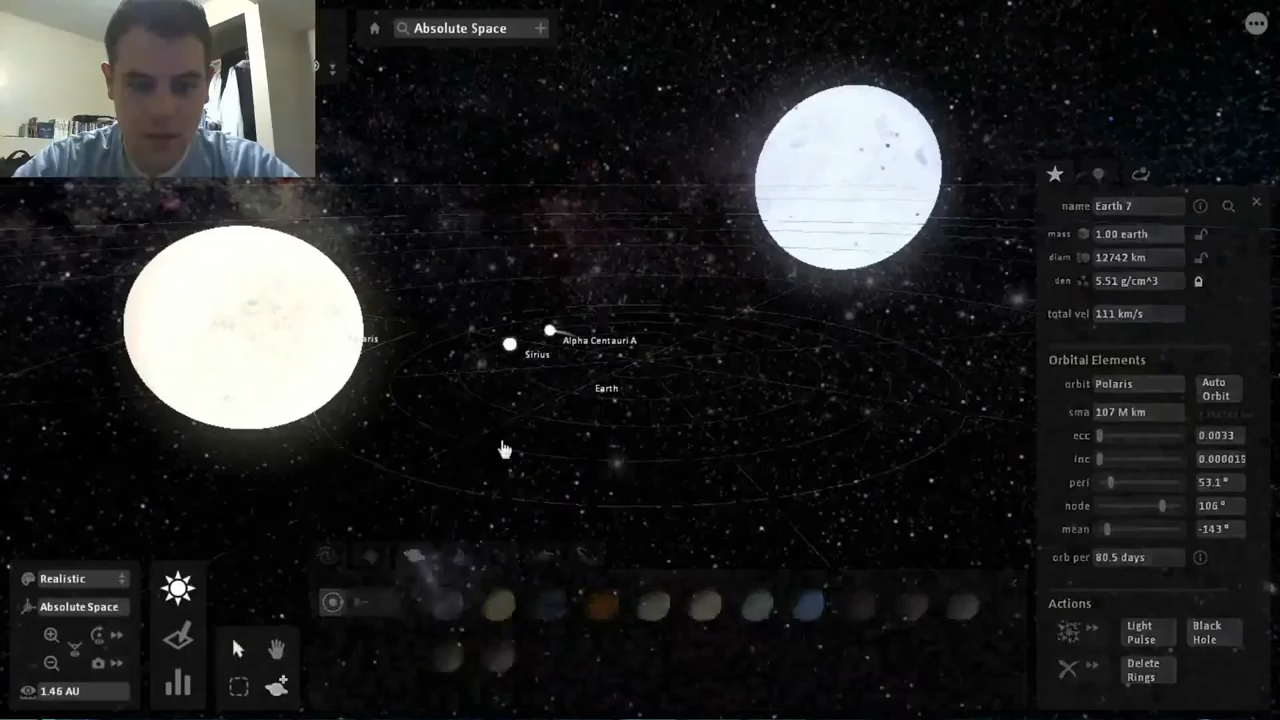 Absolute Space
name Earth 7
mass 1.00 earth
diam 12742 km
den 5.51 g/cm^3
total vel 111 km/s
Orbital Elements
orbit Polaris Auto Orbit
sma 107 M km
ecc 0.0033
inc 0.000015
peri 53.1°
node 106°
mean -143°
orb per 80.5 days
Actions
Light Pulse
Black Hole
Delete Rings
Alpha Centauri A
Sirius
Earth
Realistic
Absolute Space
1.46 AU